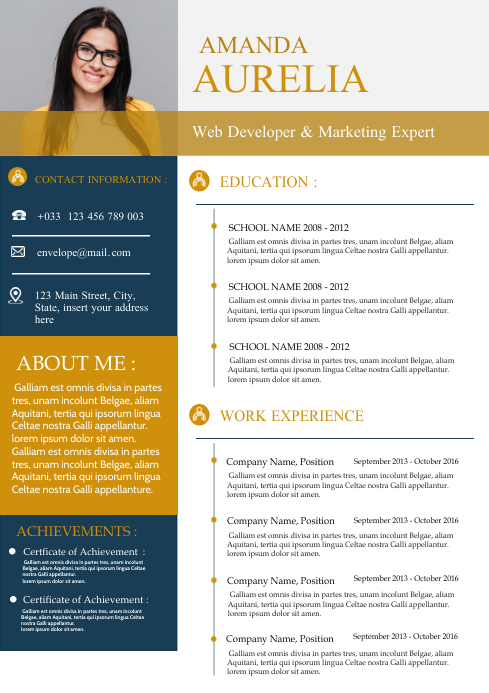 AMANDA
AURELIA
Web Developer & Marketing Expert
CONTACT INFORMATION :
+033 123 456 789 003
envelope@mail.com
123 Main Street, City,
State, insert your address
here
ABOUT ME :
Galliam est omnis divisa in partes
tres, unam incolunt Belgae, aliam
Aquitani, tertia qui ipsorum lingua
Celtae nostra Galli appellantur.
lorem ipsum dolor sit amen.
Galliam est omnis divisa in partes
tres, unam incolunt Belgae, aliam
Aquitani, tertia qui ipsorum lingua
Celtae nostra Galli appellanture.
ACHIEVEMENTS :
Certficate of Achievement :
Galliam est omnis divisa in partes tres, unam incolunt
Belgae, aliam Aquitani, tertia qui ipsorum lingua Celtae
nostra Galli appellantur.
lorem ipsum dolor sit amen.
Certificate of Achievement :
Galliam est omnis divisa in partes tres, unam incolunt
Belgae, aliam Aquitani, tertia qui ipsorum lingua Celtae
nostra Galli appellantur.
lorem ipsum dolor sit amen.
EDUCATION :
SCHOOL NAME 2008 - 2012
Galliam est omnis divisa in partes tres, unam incolunt Belgae, aliam
Aquitani, tertia qui ipsorum lingua Celtae nostra Galli appellantur.
lorem ipsum dolor sit amen.
SCHOOL NAME 2008 - 2012
Galliam est omnis divisa in partes tres, unam incolunt Belgae, aliam
Aquitani, tertia qui ipsorum lingua Celtae nostra Galli appellantur.
lorem ipsum dolor sit amen.
SCHOOL NAME 2008 - 2012
Galliam est omnis divisa in partes tres, unam incolunt Belgae, aliam
Aquitani, tertia qui ipsorum lingua Celtae nostra Galli appellantur.
lorem ipsum dolor sit amen.
WORK EXPERIENCE
Company Name, Position September 2013 - October 2016
Galliam est omnis divisa in partes tres, unam incolunt Belgae, aliam
Aquitani, tertia qui ipsorum lingua Celtae nostra Galli appellantur.
lorem ipsum dolor sit amen.
Company Name, Position September 2013 - October 2016
Galliam est omnis divisa in partes tres, unam incolunt Belgae, aliam
Aquitani, tertia qui ipsorum lingua Celtae nostra Galli appellantur.
lorem ipsum dolor sit amen.
Company Name, Position September 2013 - October 2016
Galliam est omnis divisa in partes tres, unam incolunt Belgae, aliam
Aquitani, tertia qui ipsorum lingua Celtae nostra Galli appellantur.
lorem ipsum dolor sit amen.
Company Name, Position September 2013 - October 2016
Galliam est omnis divisa in partes tres, unam incolunt Belgae, aliam
Aquitani, tertia qui ipsorum lingua Celtae nostra Galli appellantur.
lorem ipsum dolor sit amen.